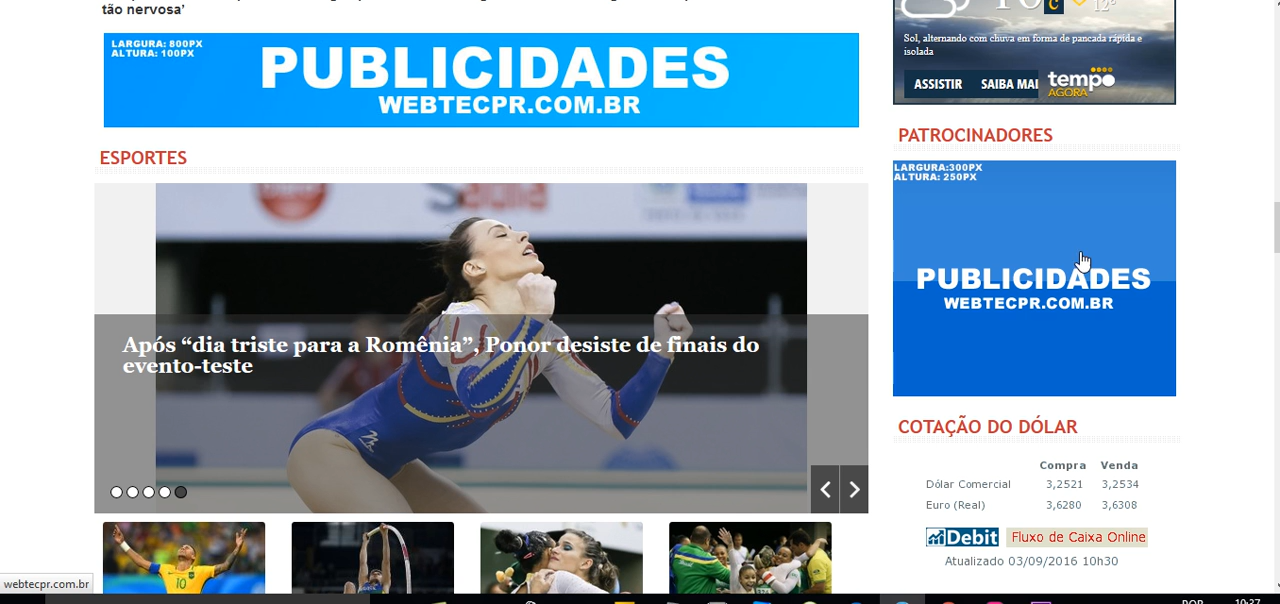 tão nervosa’
LARGURA: 800PX
ALTURA: 100PX
PUBLICIDADES
WEBTECPR.COM.BR
ESPORTES
Após “dia triste para a Romênia”, Ponor desiste de finais do
evento-teste
12°
Sol, alternando com chuva em forma de pancada rápida e
isolada
ASSISTIR
SAIBA MAI
tempo
AGORA
PATROCINADORES
LARGURA:300PX
ALTURA: 250PX
PUBLICIDADES
WEBTECPR.COM.BR
COTAÇÃO DO DÓLAR
Compra Venda
Dólar Comercial 3,2521 3,2534
Euro (Real) 3,6280 3,6308
Debit Fluxo de Caixa Online
Atualizado 03/09/2016 10h30
webtecpr.com.br
10